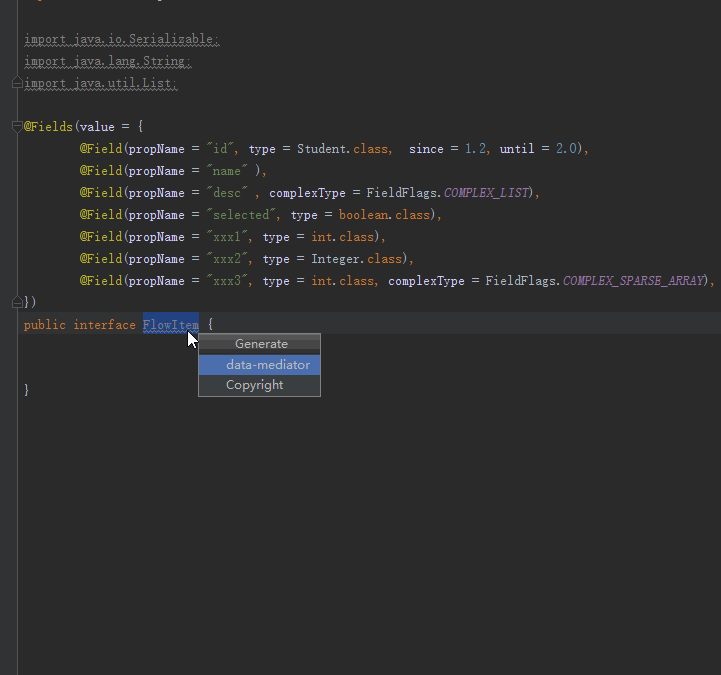 import java.io.Serializable;
import java.lang.String;
import java.util.List;
@Fields(value = {
@Field(propName = "id", type = Student.class,  since = 1.2, until = 2.0),
@Field(propName = "name" ),
@Field(propName = "desc" , complexType = FieldFlags.COMPLEX_LIST),
@Field(propName = "selected", type = boolean.class),
@Field(propName = "xxx1", type = int.class),
@Field(propName = "xxx2", type = Integer.class),
@Field(propName = "xxx3", type = int.class, complexType = FieldFlags.COMPLEX_SPARSE_ARRAY),
})
public interface FlowItem {
Generate
data-mediator
Copyright
}